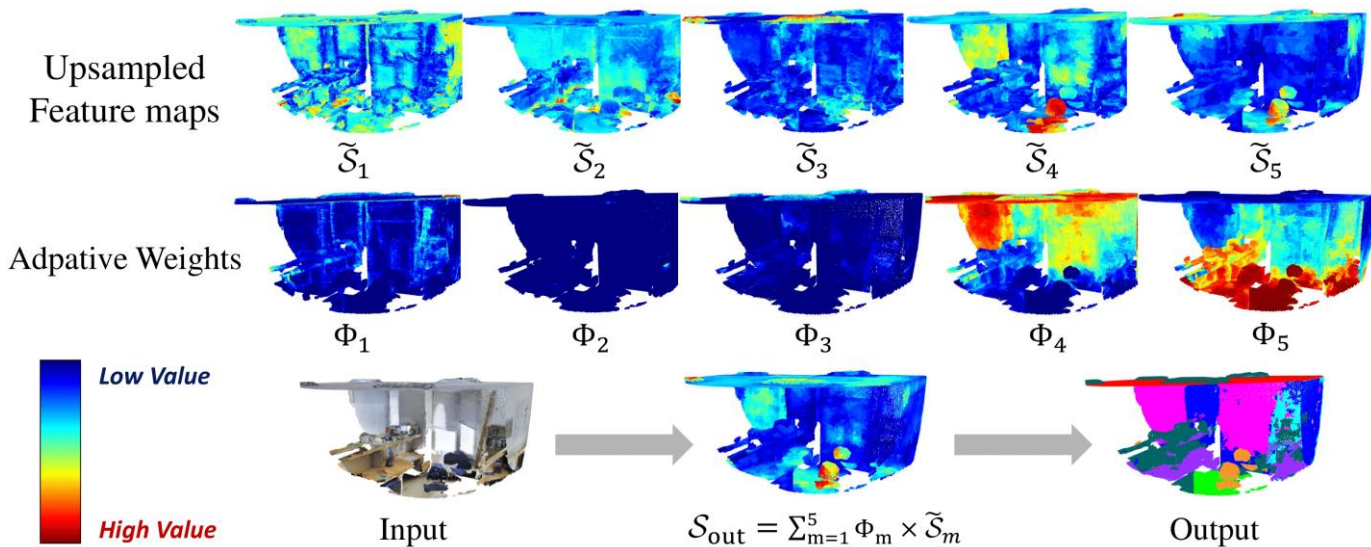 Upsampled
Feature maps
S̃₁ S̃₂ S̃₃ S̃₄ S̃₅
Adpative Weights
Φ₁ Φ₂ Φ₃ Φ₄ Φ₅
Low Value
High Value
Input
𝒮ₒᵤₜ = ∑⁵ₘ₌₁ Φₘ × S̃ₘ
Output